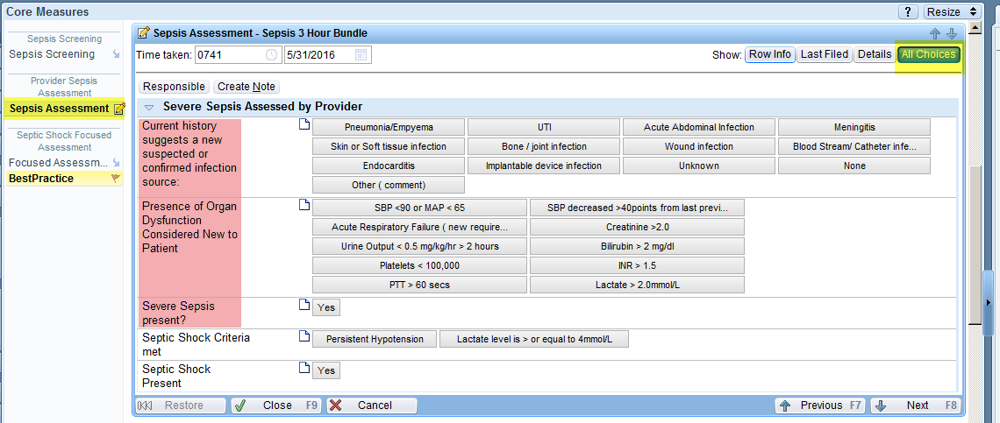 Core Measures
? Resize
Sepsis Screening
Sepsis Screening
Provider Sepsis
Assessment
Sepsis Assessment
Septic Shock Focused
Assessment
Focused Assessm...
BestPractice
Sepsis Assessment - Sepsis 3 Hour Bundle
Time taken: 0741 5/31/2016 Show: Row Info Last Filed Details All Choices
Responsible Create Note
Severe Sepsis Assessed by Provider
Current history
suggests a new
suspected or
confirmed infection
source:
Pneumonia/Empyema UTI Acute Abdominal Infection Meningitis
Skin or Soft tissue infection Bone / joint infection Wound infection Blood Stream/ Catheter infe...
Endocarditis Implantable device infection Unknown None
Other ( comment)
Presence of Organ
Dysfunction
Considered New to
Patient
SBP <90 or MAP < 65 SBP decreased >40points from last previ...
Acute Respiratory Failure ( new require... Creatinine >2.0
Urine Output < 0.5 mg/kg/hr > 2 hours Bilirubin > 2 mg/dl
Platelets < 100,000 INR > 1.5
PTT > 60 secs Lactate > 2.0mmol/L
Severe Sepsis
present?
Yes
Septic Shock Criteria
met
Persistent Hypotension Lactate level is > or equal to 4mmol/L
Septic Shock
Present
Yes
Restore Close F9 Cancel Previous F7 Next F8